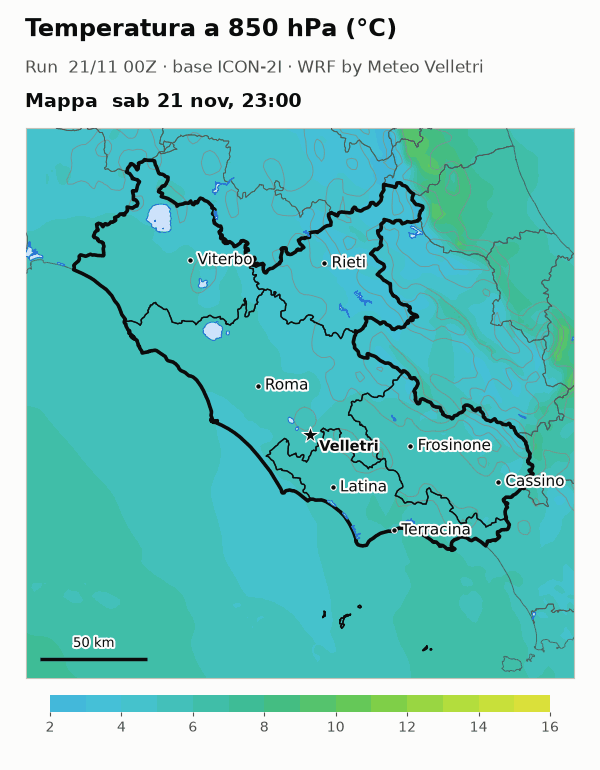 Temperatura a 850 hPa (°C)
Run  21/11 00Z · base ICON-2I · WRF by Meteo Velletri
Mappa  sab 21 nov, 23:00
Viterbo
Rieti
Roma
Velletri
Frosinone
Cassino
Latina
Terracina
50 km
2 4 6 8 10 12 14 16